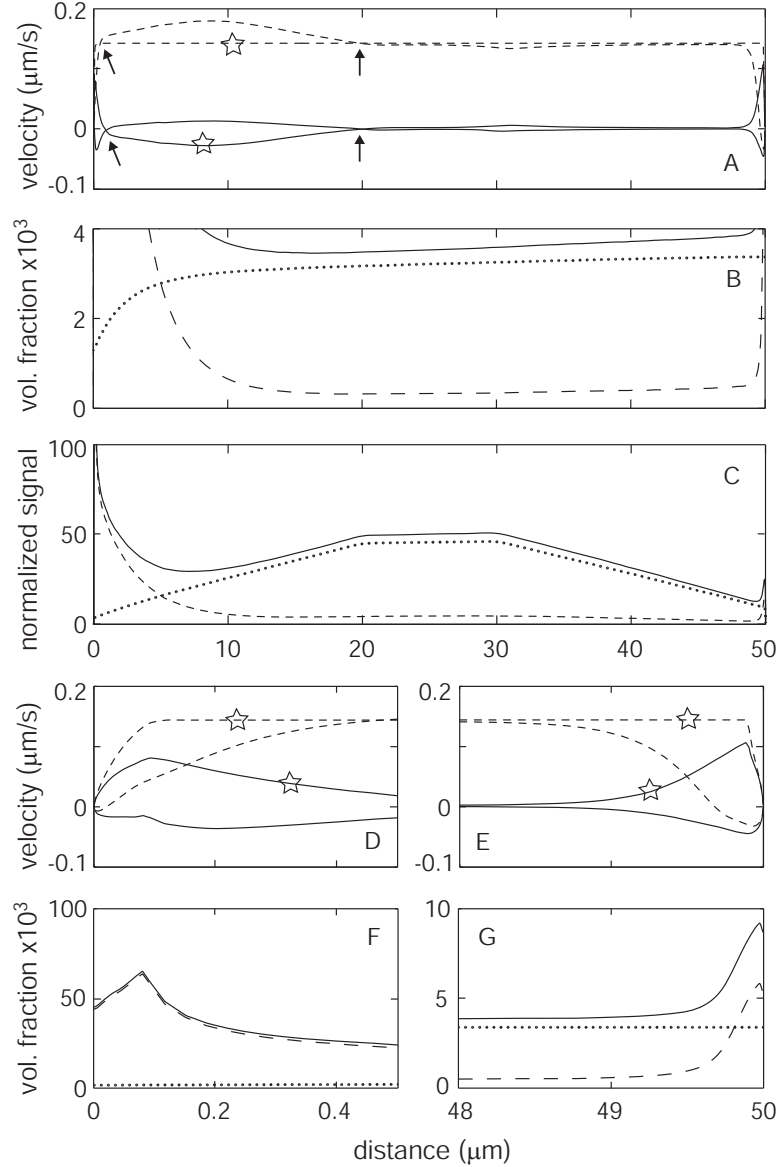 0.2
velocity (µm/s)
0
-0.1
A
4
vol. fraction x10³
2
0
B
100
normalized signal
50
0
C
0
10
20
30
40
50
0.2
velocity (µm/s)
0
-0.1
D
0.2
0
-0.1
E
100
vol. fraction x10³
50
0
F
0
0.2
0.4
10
5
0
G
48
49
50
distance (µm)